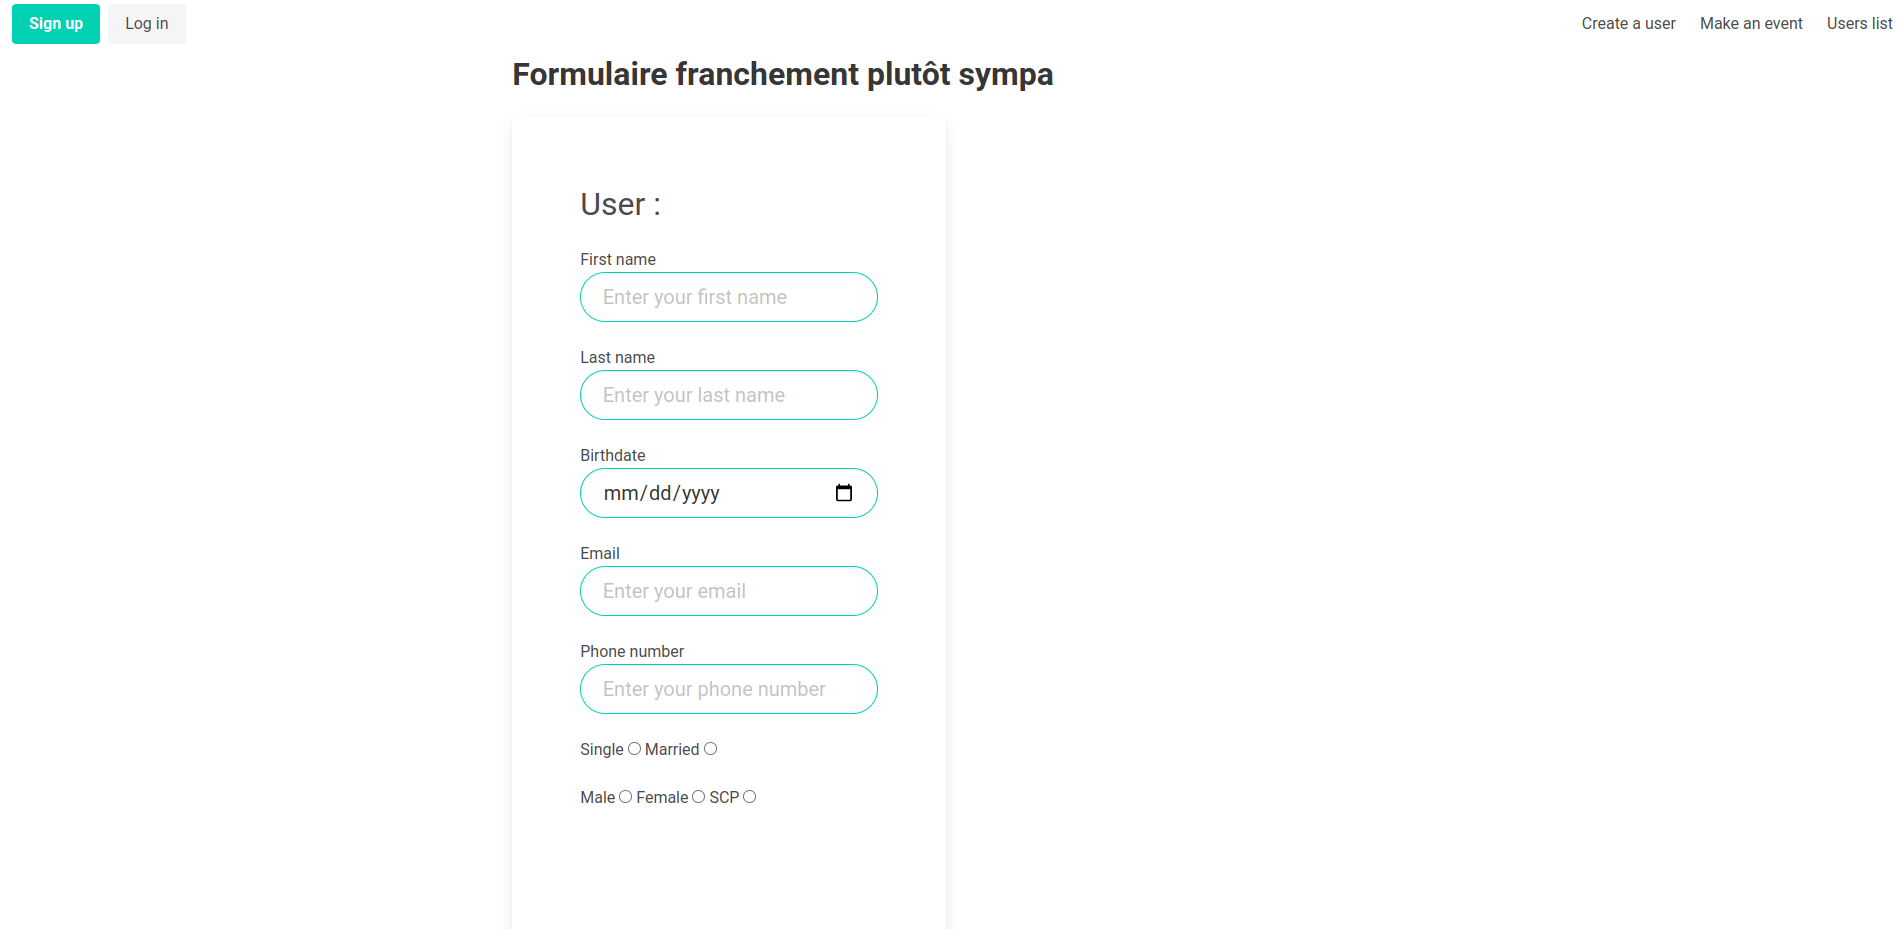 Sign up Log in Create a user Make an event Users list
Formulaire franchement plutôt sympa
User :
First name
Enter your first name
Last name
Enter your last name
Birthdate
mm/dd/yyyy
Email
Enter your email
Phone number
Enter your phone number
Single Married
Male Female SCP